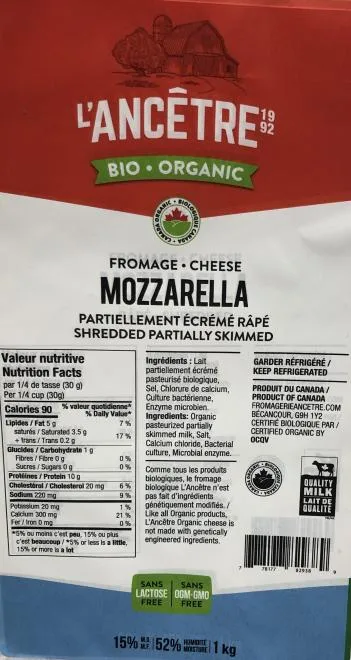 L'ANCÊTRE 19
92
BIO • ORGANIC
CANADA ORGANIC • BIOLOGIQUE CANADA
FROMAGE • CHEESE
MOZZARELLA
PARTIELLEMENT ÉCRÉMÉ RÂPÉ
SHREDDED PARTIALLY SKIMMED
Valeur nutritive
Nutrition Facts
par 1/4 de tasse (30 g)
Per 1/4 cup (30g)
Calories 90 % valeur quotidienne*
% Daily Value*
Lipides / Fat 5 g 7 %
saturés / Saturated 3.5 g
+ trans / Trans 0.2 g 17 %
Glucides / Carbohydrate 1 g
Fibres / Fibre 0 g 0 %
Sucres / Sugars 0 g 0 %
Protéines / Protein 10 g
Cholestérol / Cholesterol 20 mg 6 %
Sodium 220 mg 9 %
Potassium 20 mg 1 %
Calcium 300 mg 21 %
Fer / Iron 0 mg 0 %
*5% ou moins c'est peu, 15% ou plus
c'est beaucoup / *5% or less is a little,
15% or more is a lot
Ingrédients : Lait
partiellement écrémé
pasteurisé biologique,
Sel, Chlorure de calcium,
Culture bactérienne,
Enzyme microbien.
Ingredients: Organic
pasteurized partially
skimmed milk, Salt,
Calcium chloride, Bacterial
culture, Microbial enzyme.
Comme tous les produits
biologiques, le fromage
biologique L'Ancêtre n'est
pas fait d'ingrédients
génétiquement modifiés. /
Like all Organic products,
L'Ancêtre Organic cheese is
not made with genetically
engineered ingredients.
GARDER RÉFRIGÉRÉ /
KEEP REFRIGERATED
PRODUIT DU CANADA /
PRODUCT OF CANADA
FROMAGERIEANCETRE.COM
BÉCANCOUR, G9H 1Y2
CERTIFIÉ BIOLOGIQUE PAR /
CERTIFIED ORGANIC BY
OCQV
QUALITY
MILK
LAIT DE
QUALITÉ
7 78177 93938 9
SANS
LACTOSE
FREE
SANS
OGM-GMO
FREE
15% M.G.
M.F. 52% HUMIDITÉ
MOISTURE 1 kg